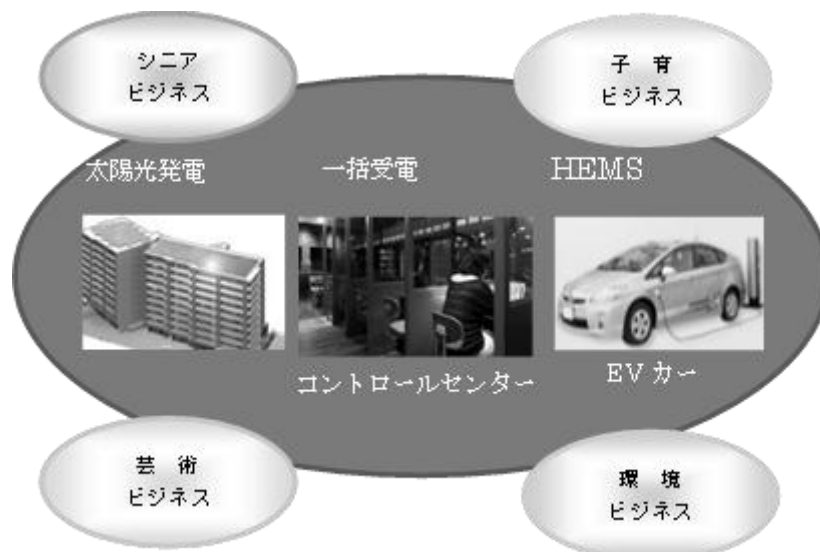 シニア
ビジネス
子 育
ビジネス
太陽光発電
一括受電
HEMS
コントロールセンター
EVカー
芸 術
ビジネス
環 境
ビジネス